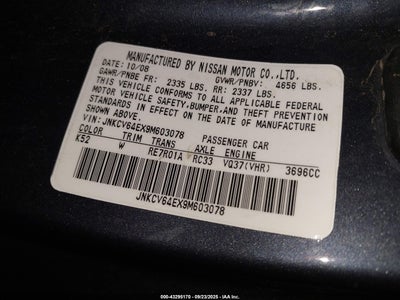 MANUFACTURED BY NISSAN MOTOR CO.,LTD.
DATE: 10/08 GVWR/PNBV: 4656 LBS.
GAWR/PNBE FR: 2335 LBS. RR: 2337 LBS.
THIS VEHICLE CONFORMS TO ALL APPLICABLE FEDERAL
MOTOR VEHICLE SAFETY,BUMPER,AND THEFT PREVENTION
STANDARDS IN EFFECT ON THE DATE OF MANUFACTURE
SHOWN ABOVE.
VIN:JNKCV64EX9M603078 PASSENGER CAR
COLOR TRIM TRANS AXLE ENGINE
K52 W RE7R01A RC33 VQ37(VHR) 3696CC
JNKCV64EX9M603078
000-43299170 - 09/23/2025 - IAA, Inc.